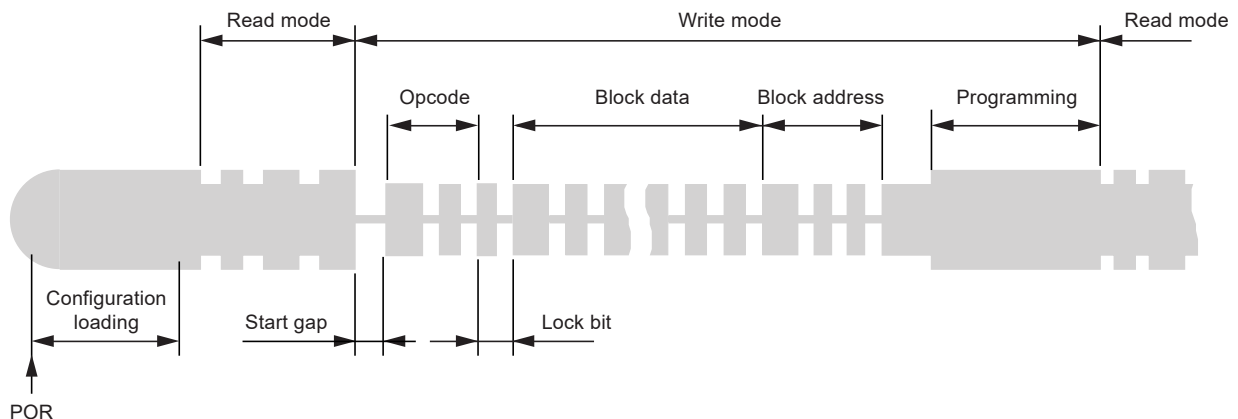 Read mode
Write mode
Read mode
Opcode
Block data
Block address
Programming
Configuration
loading
Start gap
Lock bit
POR